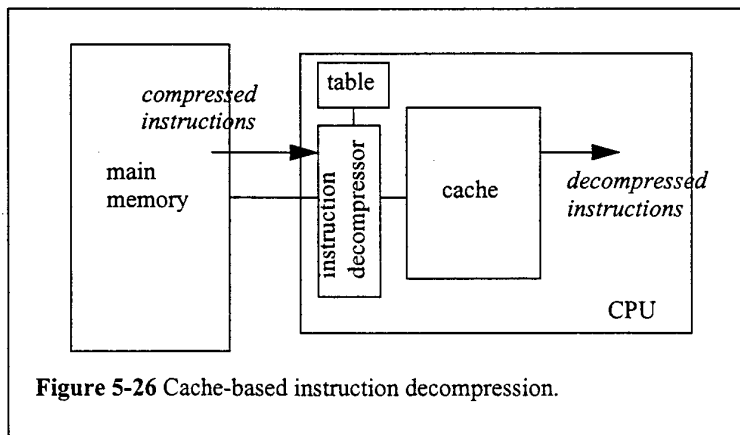 table
compressed
instructions
main
memory
instruction
decompressor
cache
decompressed
instructions
CPU
Figure 5-26 Cache-based instruction decompression.